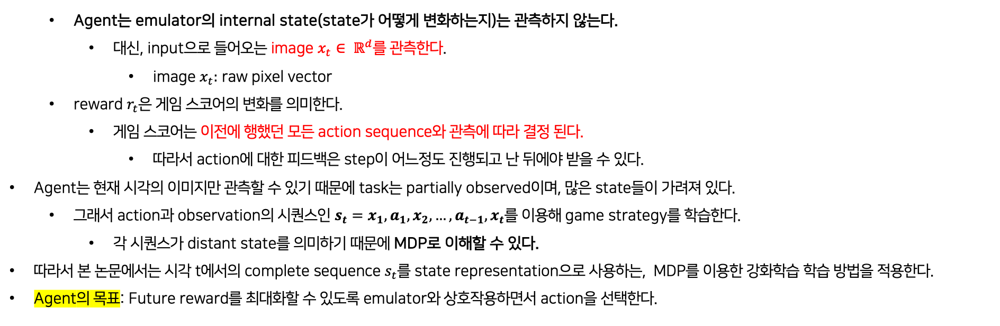 • Agent는 emulator의 internal state(state가 어떻게 변화하는지)는 관측하지 않는다.
• 대신, input으로 들어오는 image xₜ ∈ ℝᵈ를 관측한다.
• image xₜ: raw pixel vector
• reward rₜ은 게임 스코어의 변화를 의미한다.
• 게임 스코어는 이전에 행했던 모든 action sequence와 관측에 따라 결정 된다.
• 따라서 action에 대한 피드백은 step이 어느정도 진행되고 난 뒤에야 받을 수 있다.
• Agent는 현재 시각의 이미지만 관측할 수 있기 때문에 task는 partially observed이며, 많은 state들이 가려져 있다.
• 그래서 action과 observation의 시퀀스인 sₜ = x₁, a₁, x₂, … , aₜ₋₁, xₜ를 이용해 game strategy를 학습한다.
• 각 시퀀스가 distant state를 의미하기 때문에 MDP로 이해할 수 있다.
• 따라서 본 논문에서는 시각 t에서의 complete sequence sₜ를 state representation으로 사용하는, MDP를 이용한 강화학습 학습 방법을 적용한다.
• Agent의 목표: Future reward를 최대화할 수 있도록 emulator와 상호작용하면서 action을 선택한다.